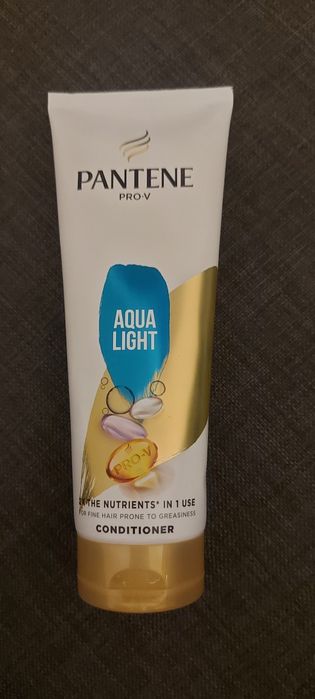 PANTENE
PRO-V
AQUA
LIGHT
PRO-V
THE NUTRIENTS* IN 1 USE
FOR FINE HAIR PRONE TO GREASINESS
CONDITIONER